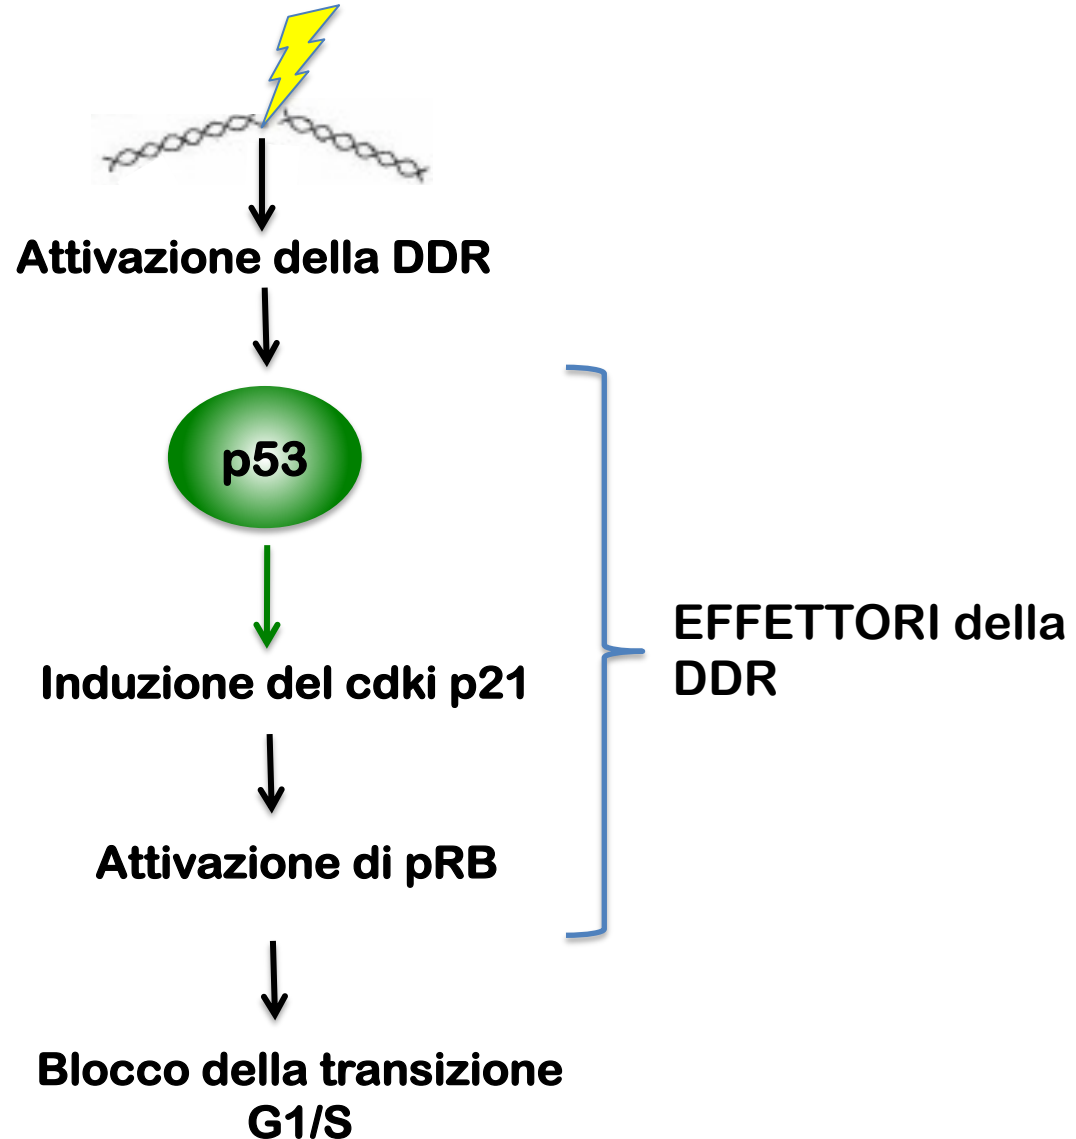 Attivazione della DDR
p53
Induzione del cdki p21
Attivazione di pRB
Blocco della transizione
G1/S
EFFETTORI della
DDR